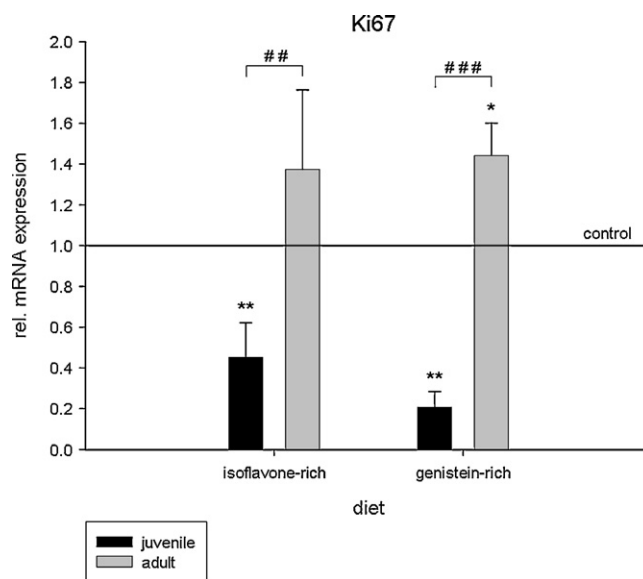 Ki67
rel. mRNA expression
2.0
1.8
1.6
1.4
1.2
1.0
0.8
0.6
0.4
0.2
0.0
##
###
*
control
**
**
isoflavone-rich
genistein-rich
diet
juvenile
adult